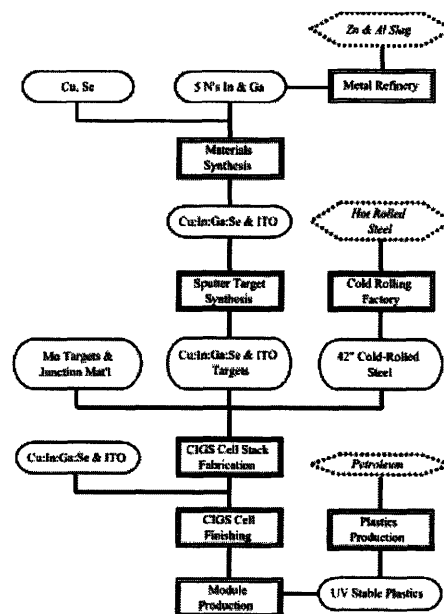 Zn & Al Slag
Cu, Se
5 N's In & Ga
Metal Refinery
Materials
Synthesis
Cu:In:Ga:Se & ITO
Hot Rolled
Steel
Sputter Target
Synthesis
Cold Rolling
Factory
Mo Targets &
Junction Mat'l
Cu:In:Ga:Se & ITO
Targets
42" Cold-Rolled
Steel
CIGS Cell Stack
Fabrication
Cu:In:Ga:Se & ITO
Petroleum
CIGS Cell
Finishing
Plastics
Production
Module
Production
UV Stable Plastics